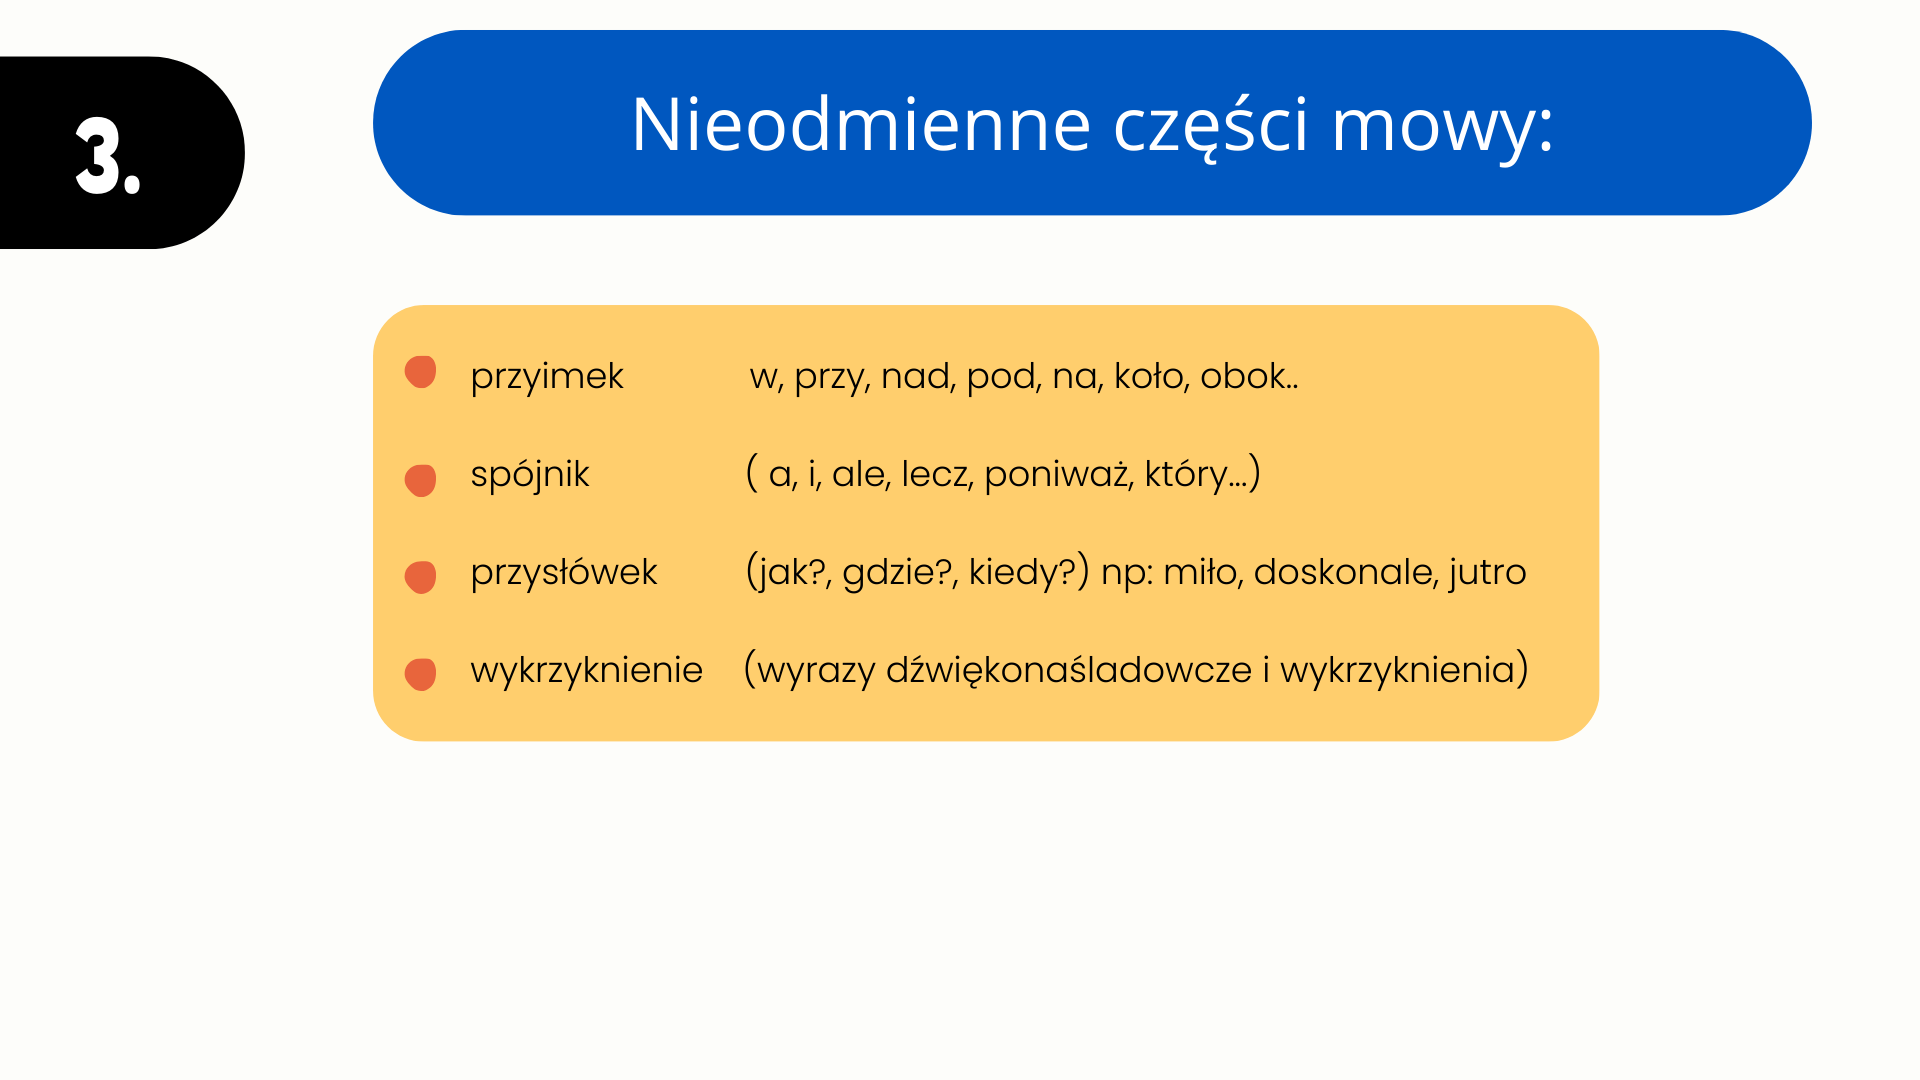 3.
Nieodmienne części mowy:
przyimek w, przy, nad, pod, na, koło, obok..
spójnik ( a, i, ale, lecz, poniważ, który...)
przysłówek (jak?, gdzie?, kiedy?) np: miło, doskonale, jutro
wykrzyknienie (wyrazy dźwiękonaśladowcze i wykrzyknienia)